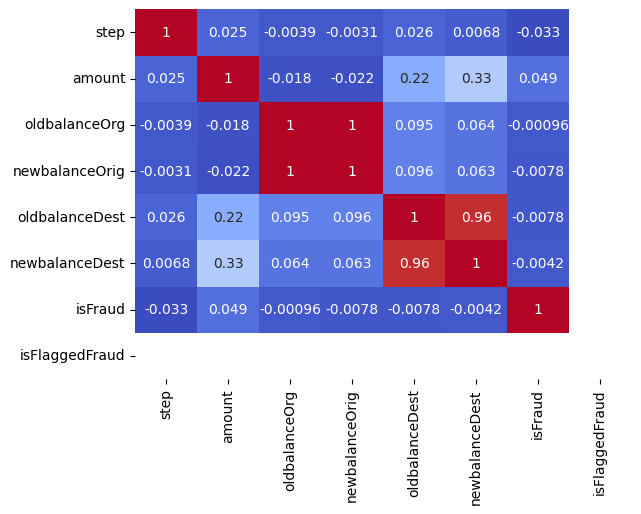 step 1 0.025 -0.0039 -0.0031 0.026 0.0068 -0.033
amount 0.025 1 -0.018 -0.022 0.22 0.33 0.049
oldbalanceOrg -0.0039 -0.018 1 1 0.095 0.064 -0.00096
newbalanceOrig -0.0031 -0.022 1 1 0.096 0.063 -0.0078
oldbalanceDest 0.026 0.22 0.095 0.096 1 0.96 -0.0078
newbalanceDest 0.0068 0.33 0.064 0.063 0.96 1 -0.0042
isFraud -0.033 0.049 -0.00096 -0.0078 -0.0078 -0.0042 1
isFlaggedFraud
step
amount
oldbalanceOrg
newbalanceOrig
oldbalanceDest
newbalanceDest
isFraud
isFlaggedFraud